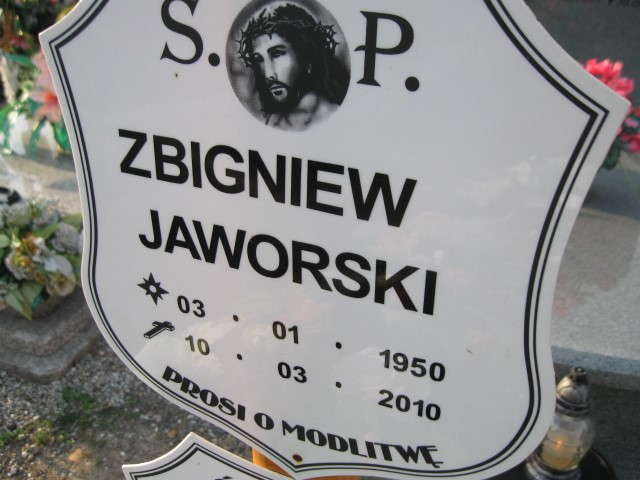 S. P.
ZBIGNIEW
JAWORSKI
03 . 01 . 1950
10 . 03 . 2010
PROSI O MODLITWĘ